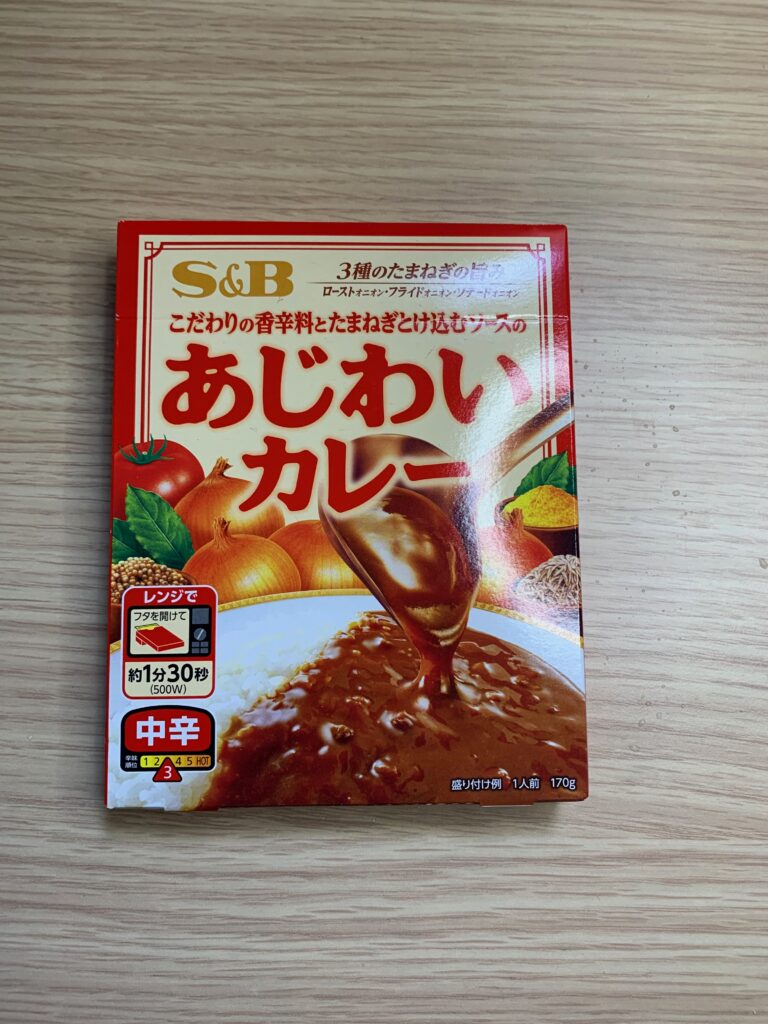 S&B
3種のたまねぎの旨み
ローストオニオン・フライドオニオン・ソテードオニオン
こだわりの香辛料とたまねぎとけ込むソースの
あじわい
カレー
レンジで
フタを開けて
約1分30秒
(500W)
中辛
辛味順位 1 2 3 4 5 HOT
盛り付け例 1人前 170g